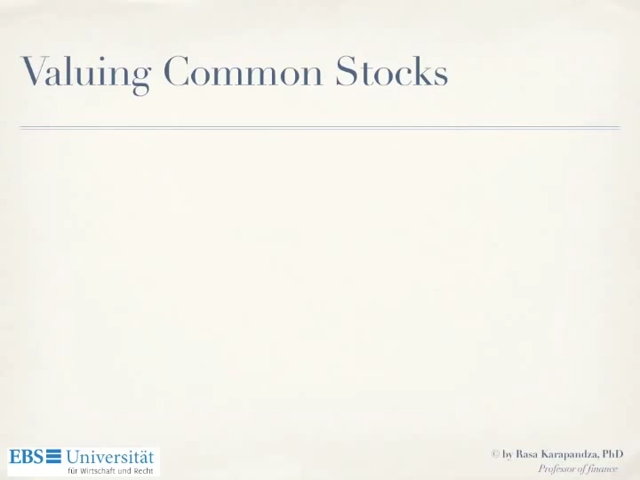 Valuing Common Stocks
EBS Universität
für Wirtschaft und Recht
© by Rasa Karapandza, PhD
Professor of finance